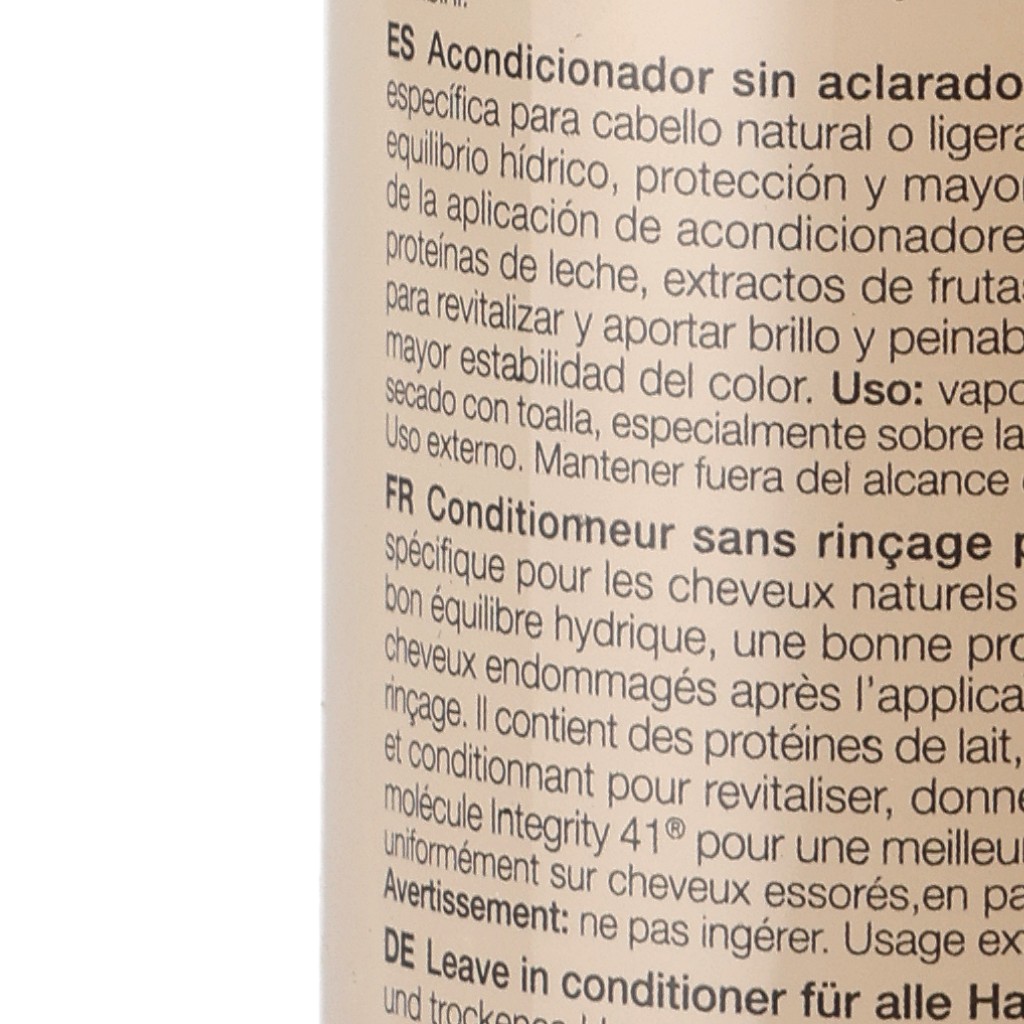 ES Acondicionador sin aclarado
específica para cabello natural o ligera
equilibrio hídrico, protección y mayor
de la aplicación de acondicionadore
proteínas de leche, extractos de frutas
para revitalizar y aportar brillo y peinab
mayor estabilidad del color. Uso: vapo
secado con toalla, especialmente sobre la
Uso externo. Mantener fuera del alcance
FR Conditionneur sans rinçage p
spécifique pour les cheveux naturels
bon équilibre hydrique, une bonne pro
cheveux endommagés après l'applica
rinçage. Il contient des protéines de lait,
et conditionnant pour revitaliser, donne
molécule Integrity 41® pour une meilleur
uniformément sur cheveux essorés,en pa
Avertissement: ne pas ingérer. Usage ex
DE Leave in conditioner für alle Ha
und